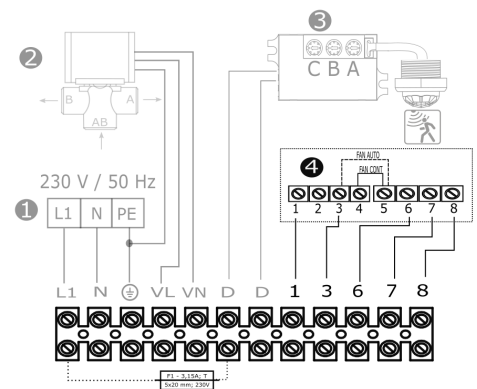 3
2
C B A
B A
AB
4
FAN AUTO
FAN CONT
230 V / 50 Hz
1
L1 N PE
1 2 3 4 5 6 7 8
L1 N VL VN D D 1 3 6 7 8
F1 - 3,15A; T
5x20 mm; 230V